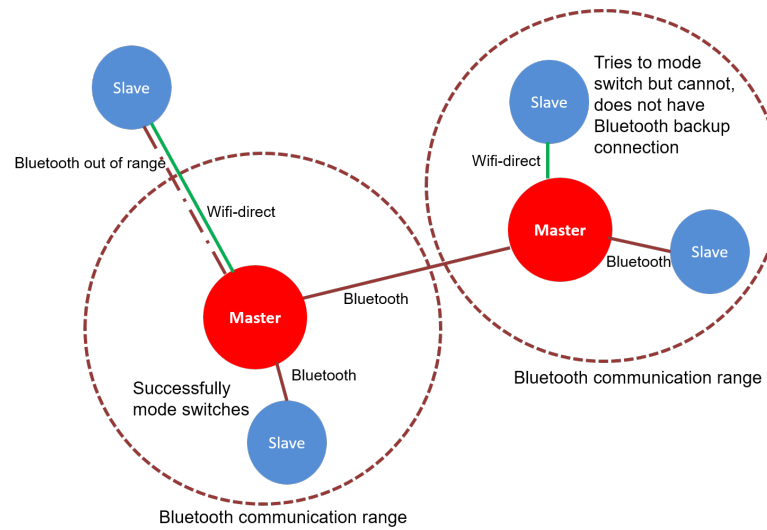 Slave
Bluetooth out of range
Wifi-direct
Master
Bluetooth
Successfully
mode switches
Slave
Bluetooth communication range
Bluetooth
Tries to mode
switch but cannot,
does not have
Bluetooth backup
connection
Slave
Wifi-direct
Master
Bluetooth
Slave
Bluetooth communication range